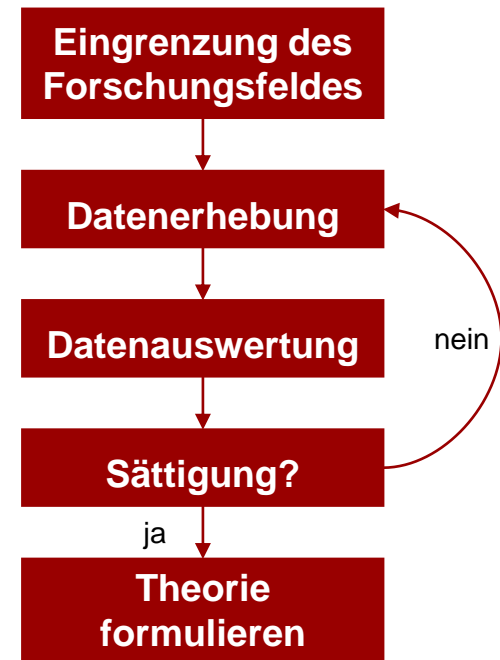 Eingrenzung des
Forschungsfeldes
Datenerhebung
Datenauswertung
nein
Sättigung?
ja
Theorie
formulieren